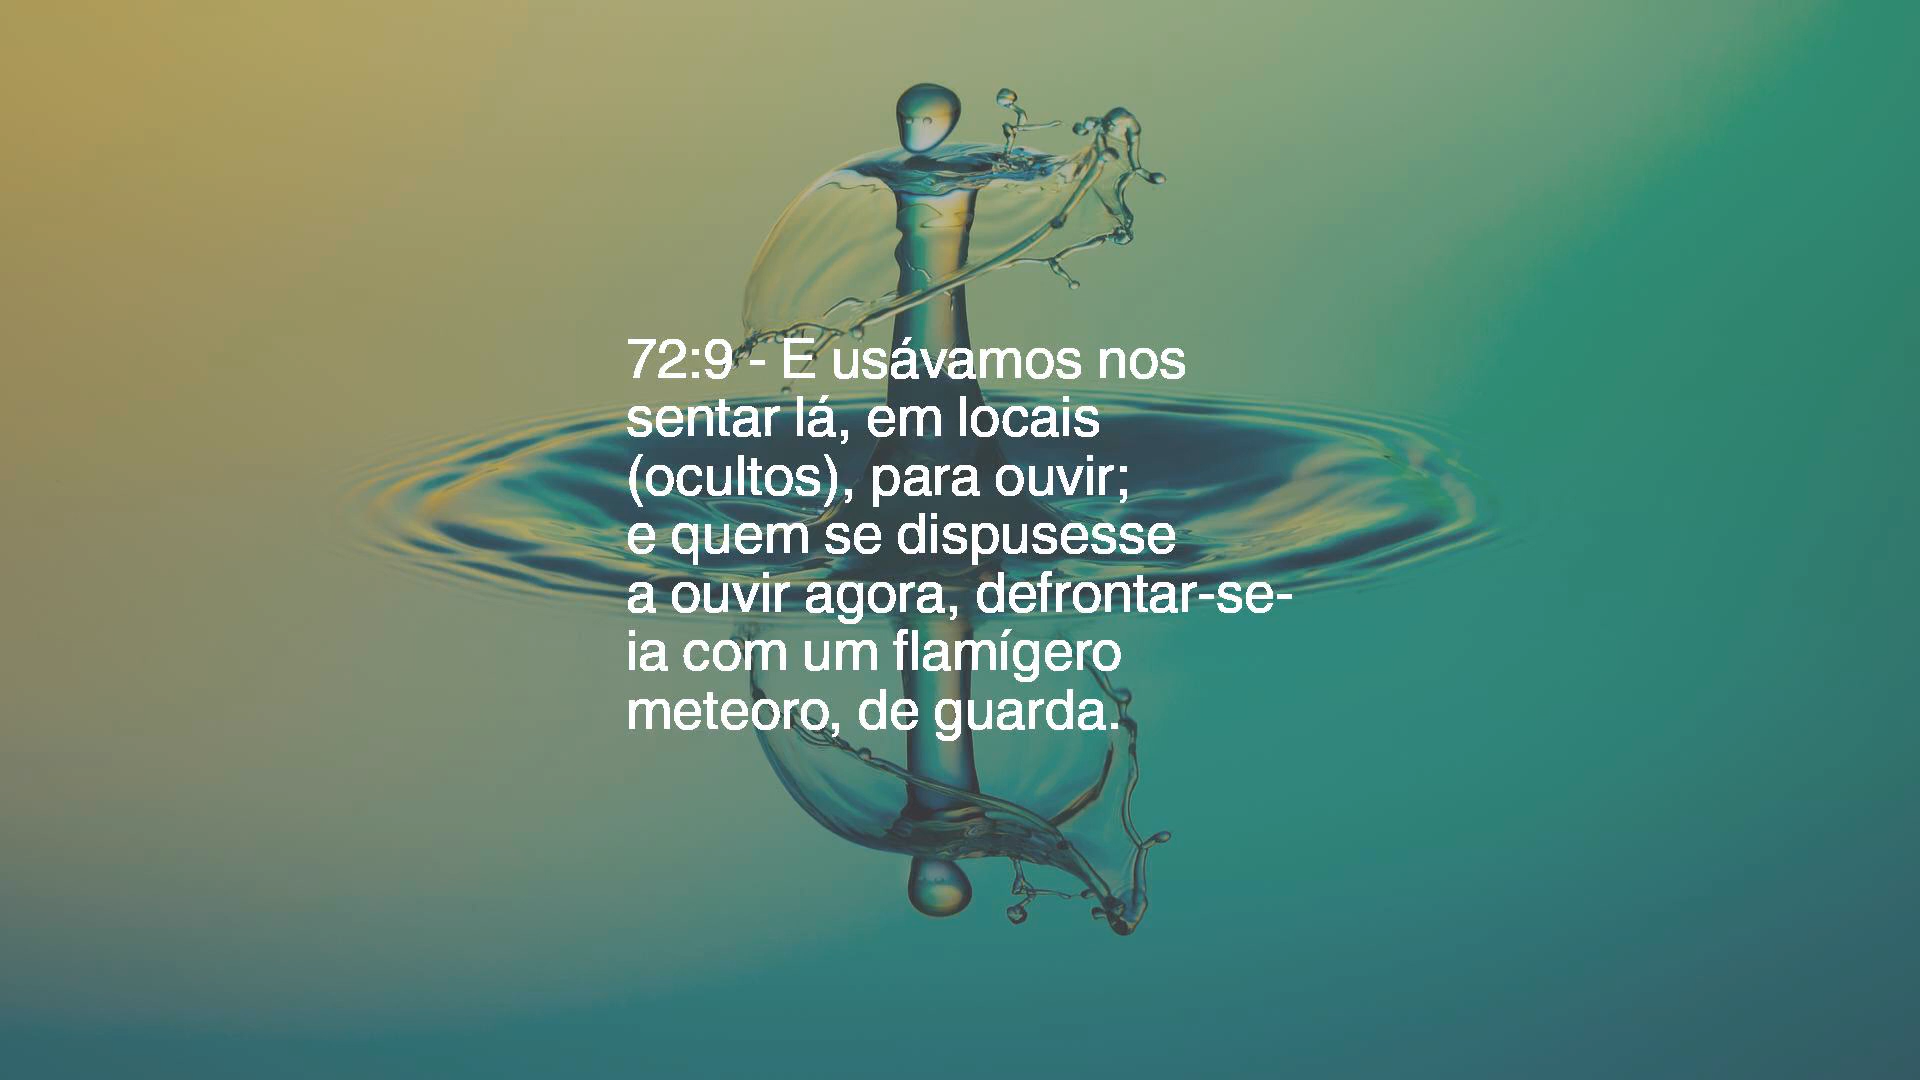 72:9 - E usávamos nos
sentar lá, em locais
(ocultos), para ouvir;
e quem se dispusesse
a ouvir agora, defrontar-se-
ia com um flamígero
meteoro, de guarda.